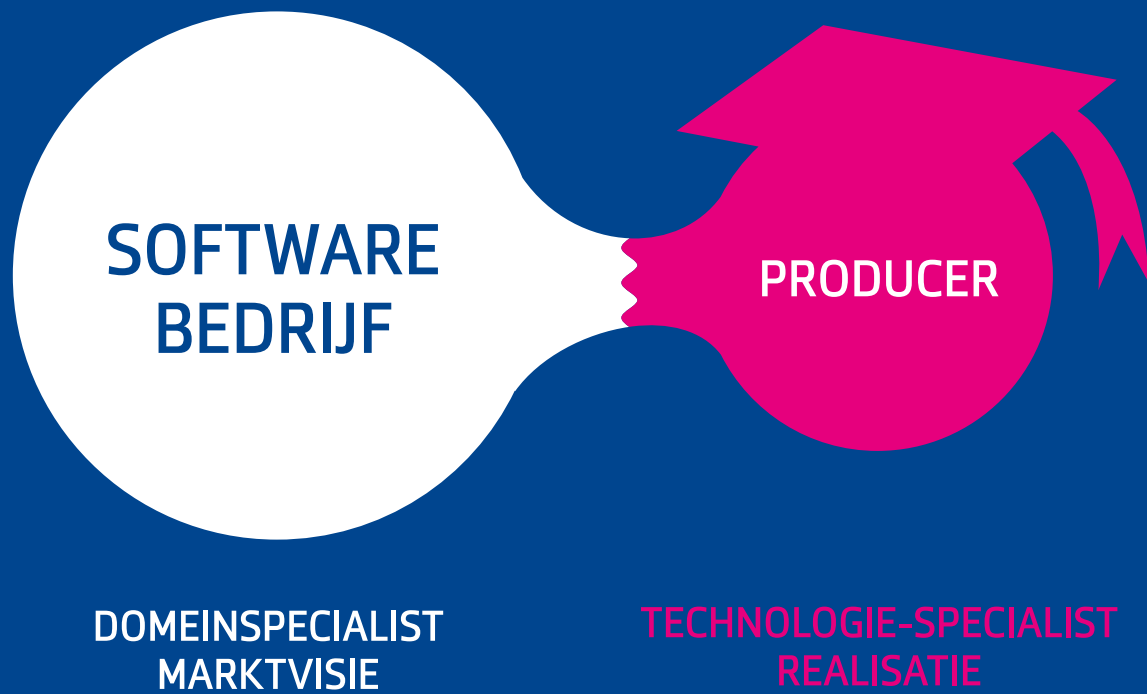 SOFTWARE
BEDRIJF
PRODUCER
DOMEINSPECIALIST
MARKTVISIE
TECHNOLOGIE-SPECIALIST
REALISATIE